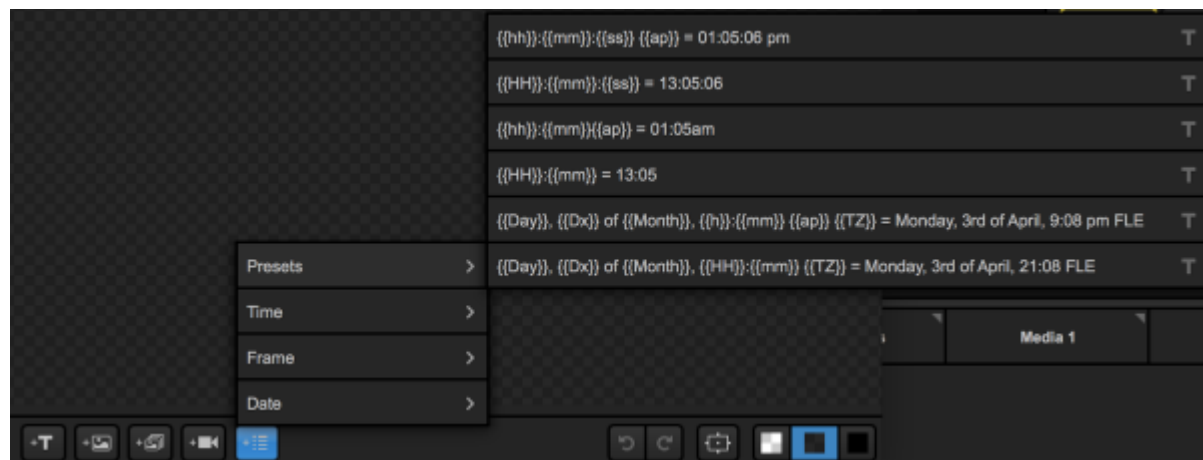 {{hh}}:{{mm}}:{{ss}} {{ap}} = 01:05:06 pm
{{HH}}:{{mm}}:{{ss}} = 13:05:06
{{hh}}:{{mm}}{{ap}} = 01:05am
{{HH}}:{{mm}} = 13:05
{{Day}}, {{Dx}} of {{Month}}, {{h}}:{{mm}} {{ap}} {{TZ}} = Monday, 3rd of April, 9:08 pm FLE
{{Day}}, {{Dx}} of {{Month}}, {{HH}}:{{mm}} {{TZ}} = Monday, 3rd of April, 21:08 FLE
Presets
Time
Frame
Date
Media 1